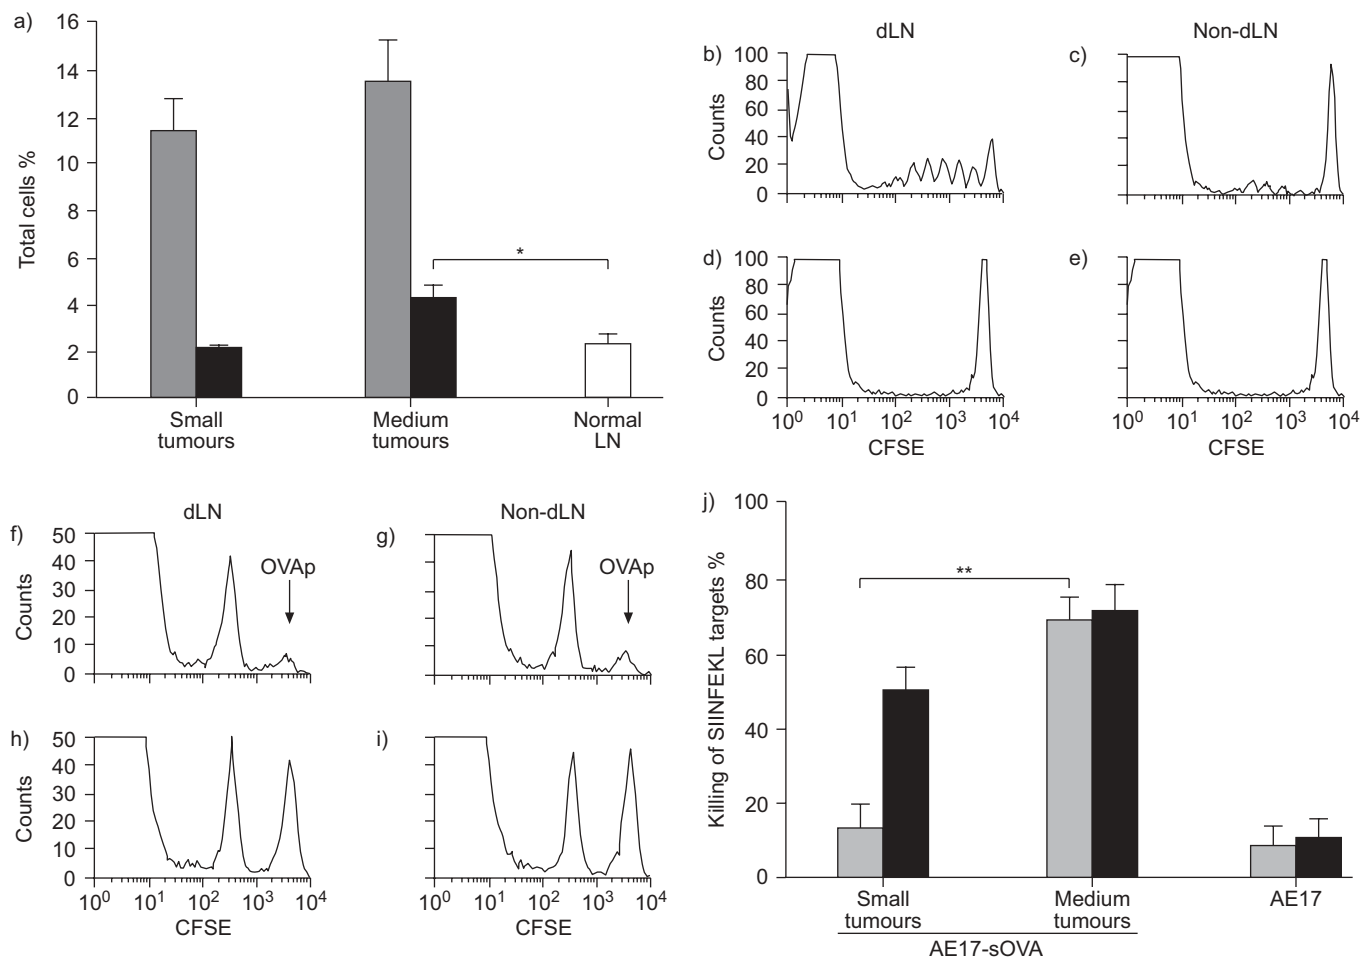 a)
16
14
12
10
8
6
4
2
0
Total cells %
*
Small
tumours
Medium
tumours
Normal
LN
dLN
Non-dLN
b)
100
80
60
40
20
0
Counts
c)
d)
100
80
60
40
20
0
Counts
10⁰ 10¹ 10² 10³ 10⁴
CFSE
e)
10⁰ 10¹ 10² 10³ 10⁴
CFSE
dLN
Non-dLN
f)
50
40
30
20
10
0
Counts
OVAp
g)
OVAp
h)
50
40
30
20
10
0
Counts
10⁰ 10¹ 10² 10³ 10⁴
CFSE
i)
10⁰ 10¹ 10² 10³ 10⁴
CFSE
j)
100
80
60
40
20
0
Killing of SIINFEKL targets %
**
Small
tumours
Medium
tumours
AE17
AE17-sOVA